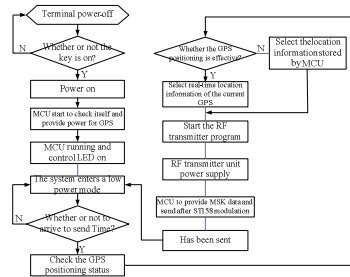 Terminal power-off
Whether or not the
key is on?
N
Y
Power on
MCU start to check itself and
provide power for GPS
MCU running and
control LED on
The system enters a low
power mode
N
Whether or not to
arrive to send Time?
Y
Check the GPS
positioning status
Whether the GPS
positioning is effective?
N
Y
Select thelocation
information stored
by MCU
Select real-time location
information of the current
GPS
Start the RF
transmitter program
RF transmitter unit
power supply
MCU to provide MSK data and
send after ST158 modulation
Has been sent